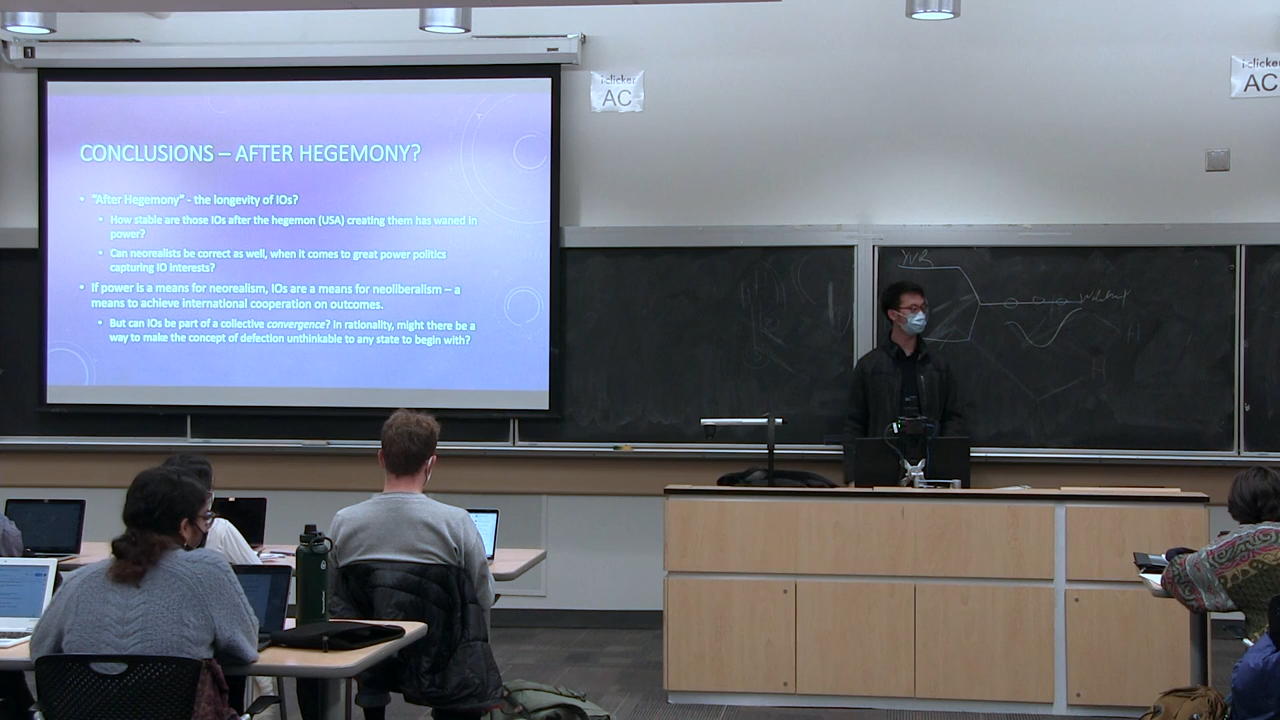 CONCLUSIONS – AFTER HEGEMONY?
• "After Hegemony" - the longevity of IOs?
• How stable are those IOs after the hegemon (USA) creating them has waned in
power?
• Can neorealists be correct as well, when it comes to great power politics
capturing IO interests?
• If power is a means for neorealism, IOs are a means for neoliberalism – a
means to achieve international cooperation on outcomes.
• But can IOs be part of a collective convergence? In rationality, might there be a
way to make the concept of defection unthinkable to any state to begin with?
iclicker
AC
iclicker
AC
H
H